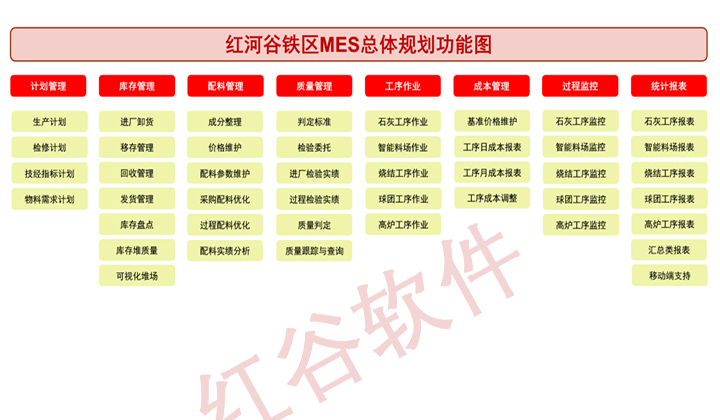 红河谷铁区MES总体规划功能图
计划管理 库存管理 配料管理 质量管理 工序作业 成本管理 过程监控 统计报表
生产计划 进厂卸货 成分整理 判定标准 石灰工序作业 基准价格维护 石灰工序监控 石灰工序报表
检修计划 移存管理 价格维护 检验委托 智能料场作业 工序日成本报表 智能料场监控 智能料场报表
技经指标计划 回收管理 配料参数维护 进厂检验实绩 烧结工序作业 工序月成本报表 烧结工序监控 烧结工序报表
物料需求计划 发货管理 采购配料优化 过程检验实绩 球团工序作业 工序成本调整 球团工序监控 球团工序报表
库存盘点 过程配料优化 质量判定 高炉工序作业 高炉工序监控 高炉工序报表
库存堆质量 配料实绩分析 质量跟踪与查询 汇总类报表
可视化堆场 移动端支持
红谷软件